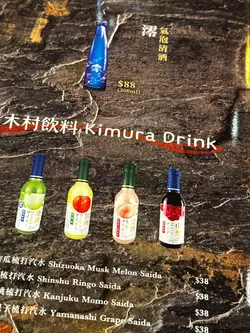 澪
氣泡清酒
$88
(300ml)
木村飲料 Kimura Drink
瓜梳打汽水 Shizuoka Musk Melon Saida $38
梳打汽水 Shinshu Ringo Saida $38
桃梳打汽水 Kanjuku Momo Saida $38
子梳打汽水 Yamanashi Grape Saida $38